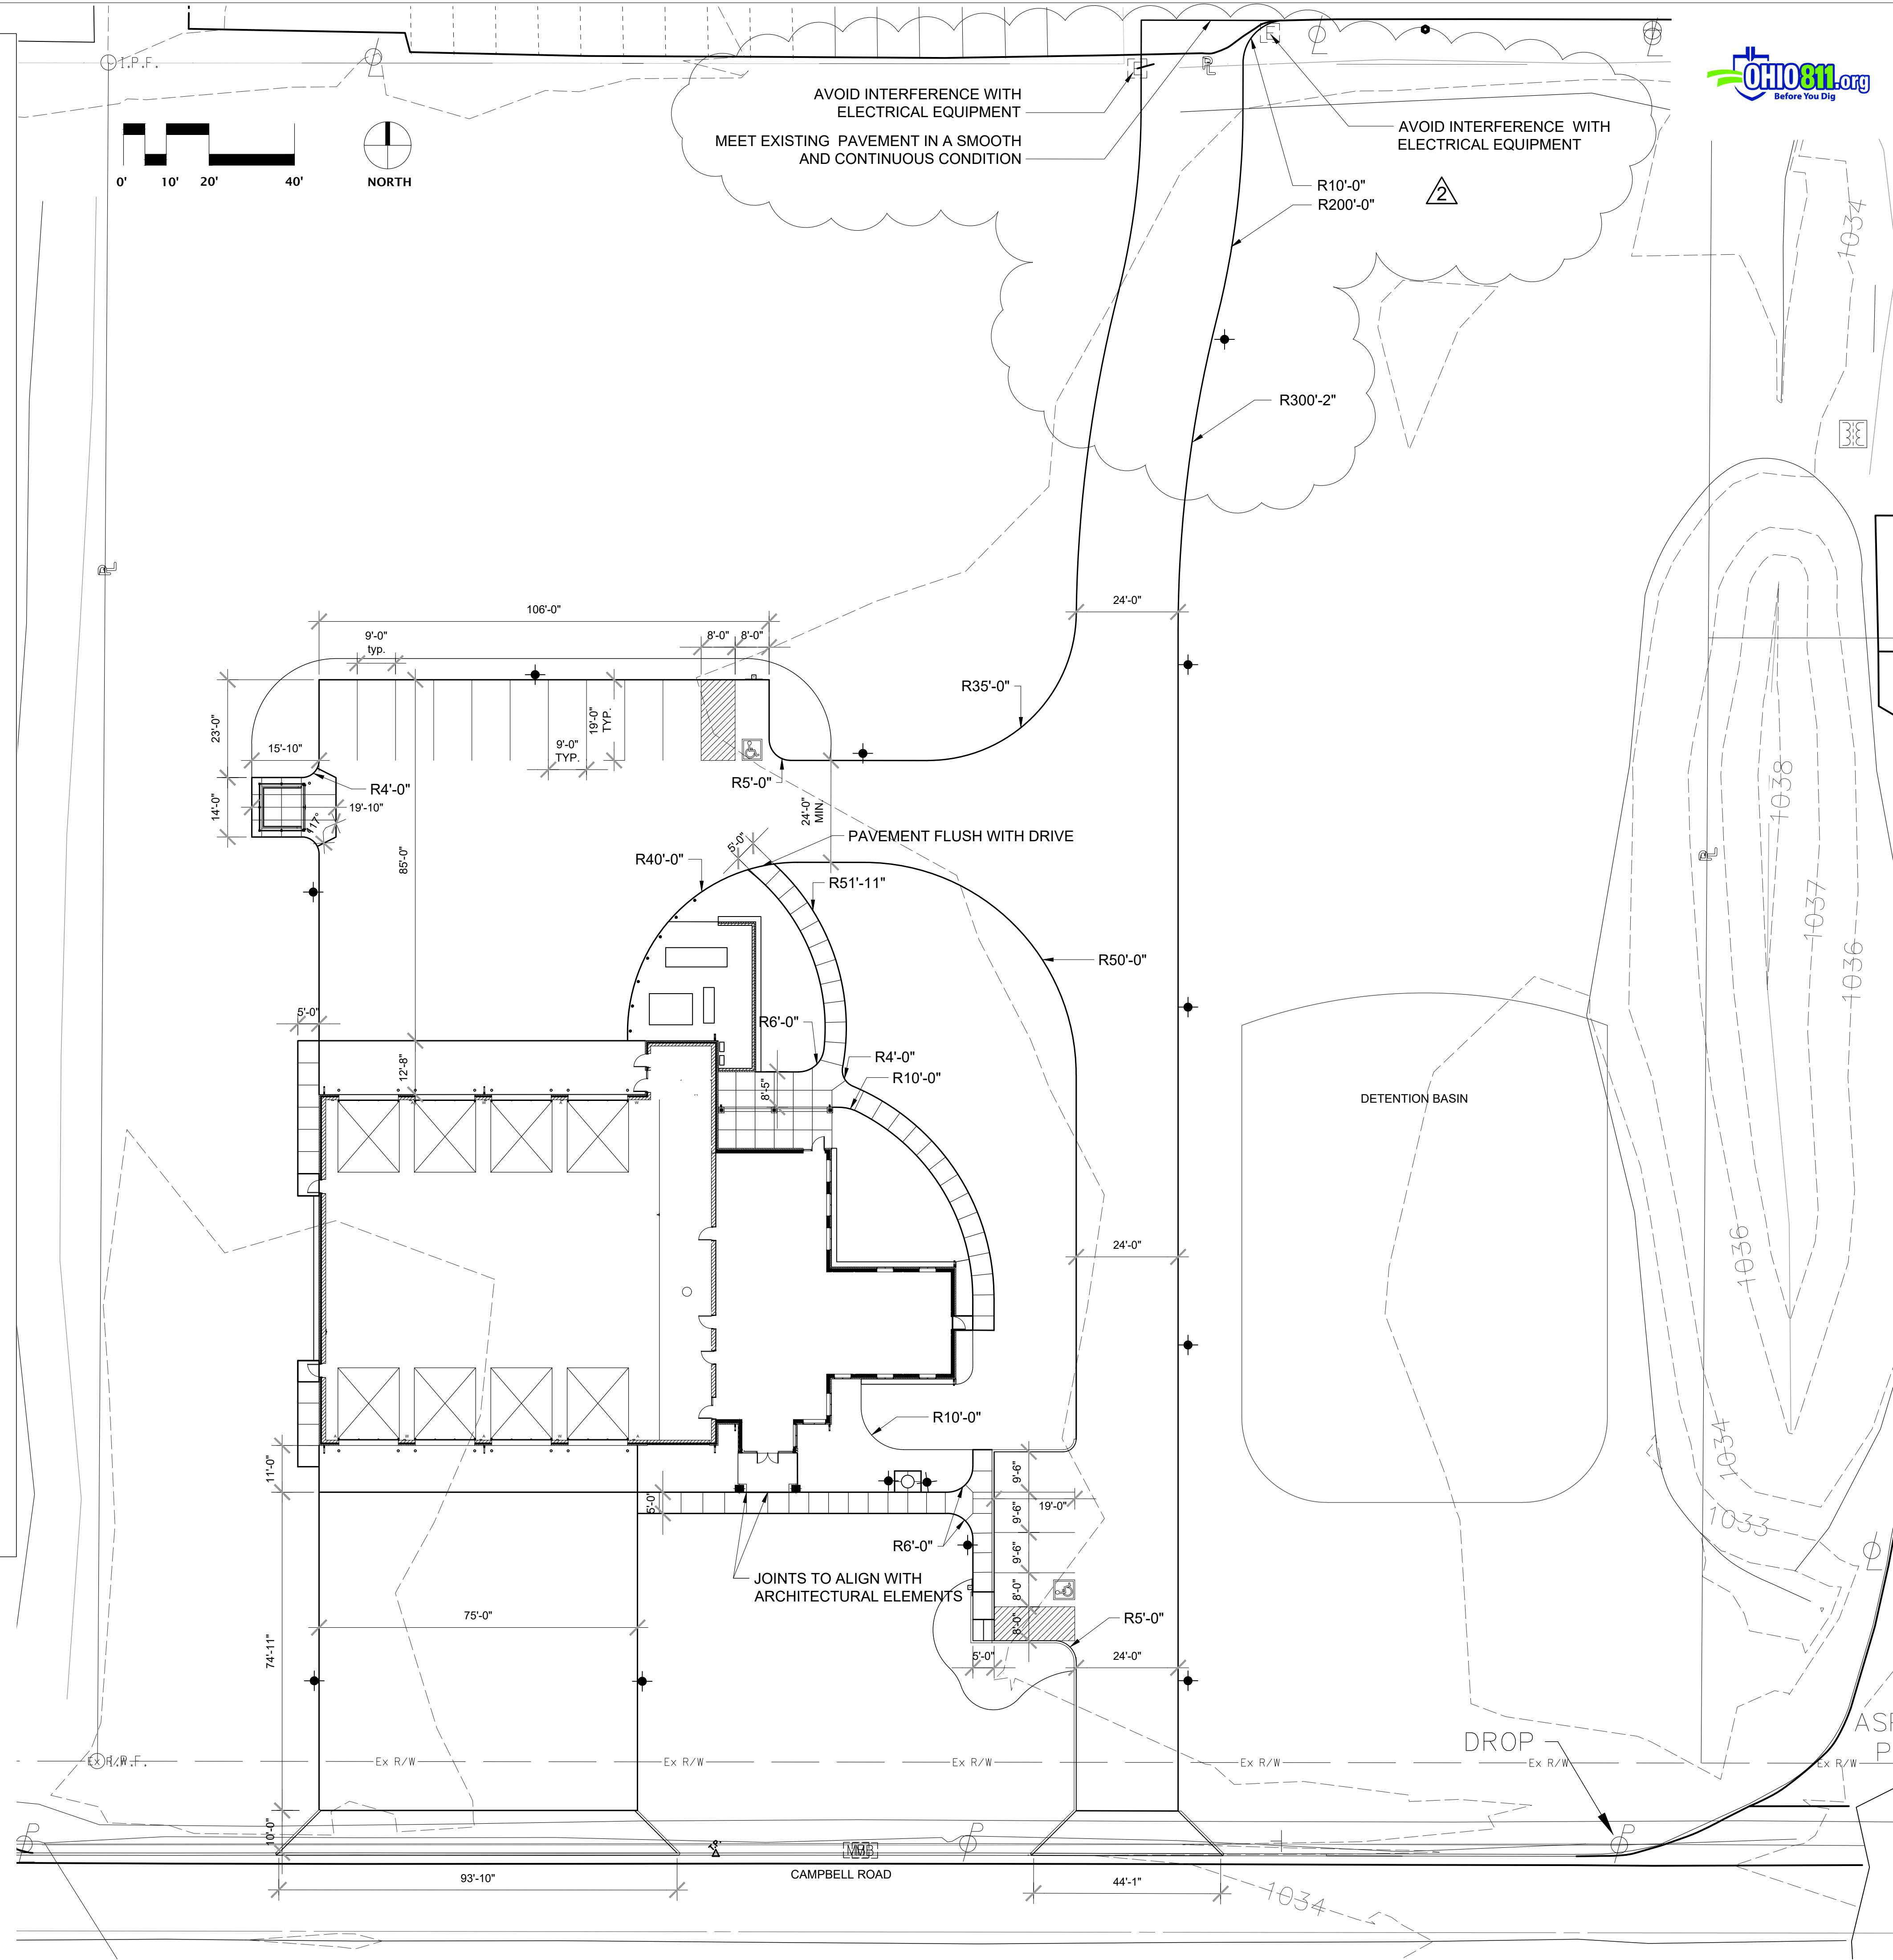 I.P.F.
OHIO811.org
Before You Dig
AVOID INTERFERENCE WITH
ELECTRICAL EQUIPMENT
MEET EXISTING PAVEMENT IN A SMOOTH
AND CONTINUOUS CONDITION
AVOID INTERFERENCE WITH
ELECTRICAL EQUIPMENT
0'
10'
20'
40'
NORTH
R10'-0"
R200'-0"
2
1034
R300'-2"
106'-0"
24'-0"
9'-0"
typ.
8'-0"
8'-0"
R35'-0"
23'-0"
19'-0"
TYP.
15'-10"
9'-0"
TYP.
R5'-0"
R4'-0"
19'-10"
14'-0"
117°
24'-0"
MIN.
1038
5'-0"
PAVEMENT FLUSH WITH DRIVE
85'-0"
R40'-0"
R51'-11"
1037
1036
R50'-0"
5'-0"
R6'-0"
R4'-0"
R10'-0"
12'-8"
8'-5"
DETENTION BASIN
24'-0"
1036
R10'-0"
1034
11'-0"
9'-6"
19'-0"
5'-0"
9'-6"
1033
R6'-0"
9'-6"
JOINTS TO ALIGN WITH
ARCHITECTURAL ELEMENTS
8'-0"
8'-0"
75'-0"
R5'-0"
74'-11"
5'-0"
24'-0"
DROP
Ex R/W
I.P.F.
Ex R/W
Ex R/W
Ex R/W
Ex R/W
Ex R/W
Ex R/W
10'-0"
CAMPBELL ROAD
93'-10"
44'-1"
1034